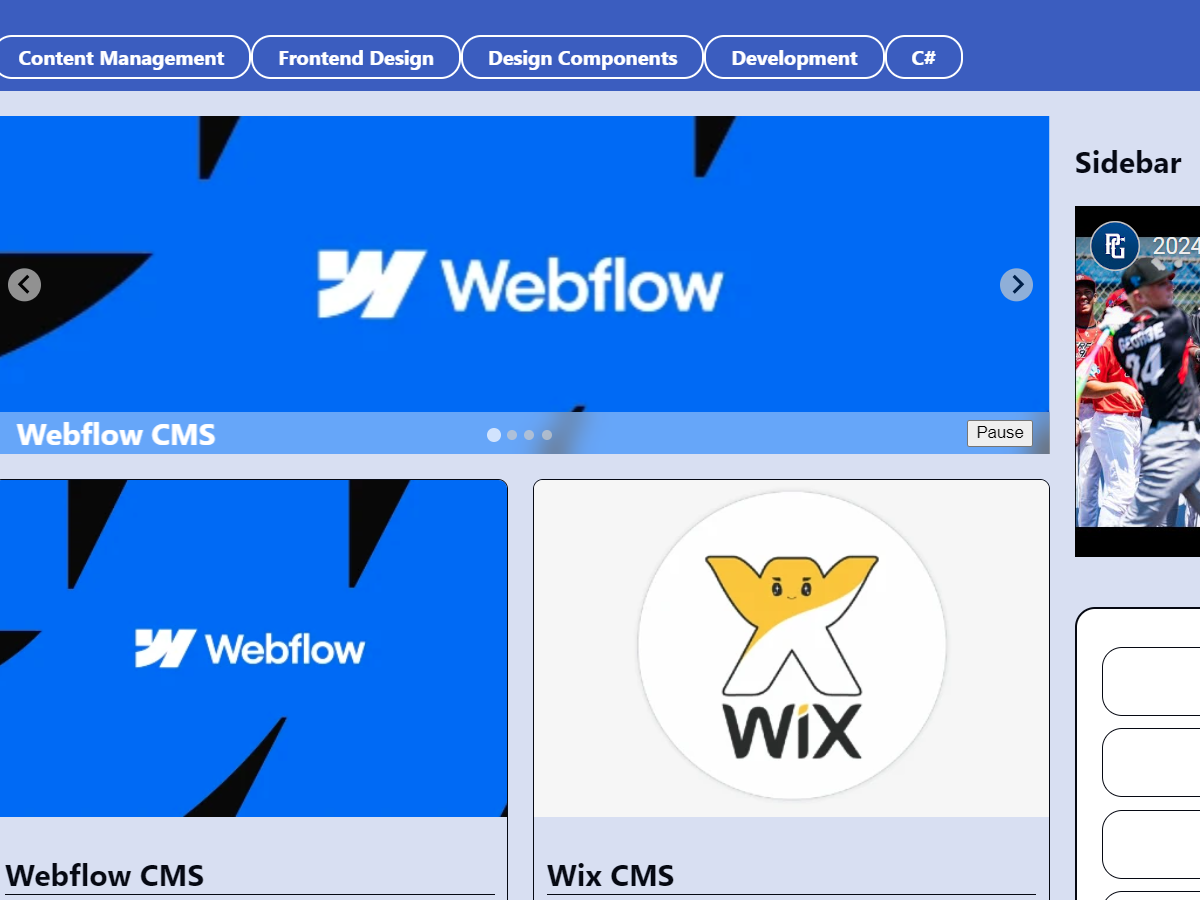 Content Management
Frontend Design
Design Components
Development
C#
Webflow
Webflow CMS
Pause
Sidebar
2024
GEORGE
24
Webflow
WiX
Webflow CMS
Wix CMS